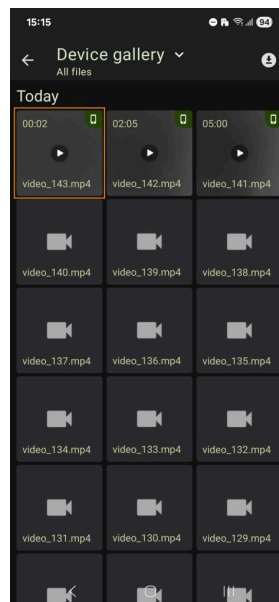 15:15
94
Device gallery
All files
Today
00:02
02:05
05:00
video_143.mp4
video_142.mp4
video_141.mp4
video_140.mp4
video_139.mp4
video_138.mp4
video_137.mp4
video_136.mp4
video_135.mp4
video_134.mp4
video_133.mp4
video_132.mp4
video_131.mp4
video_130.mp4
video_129.mp4